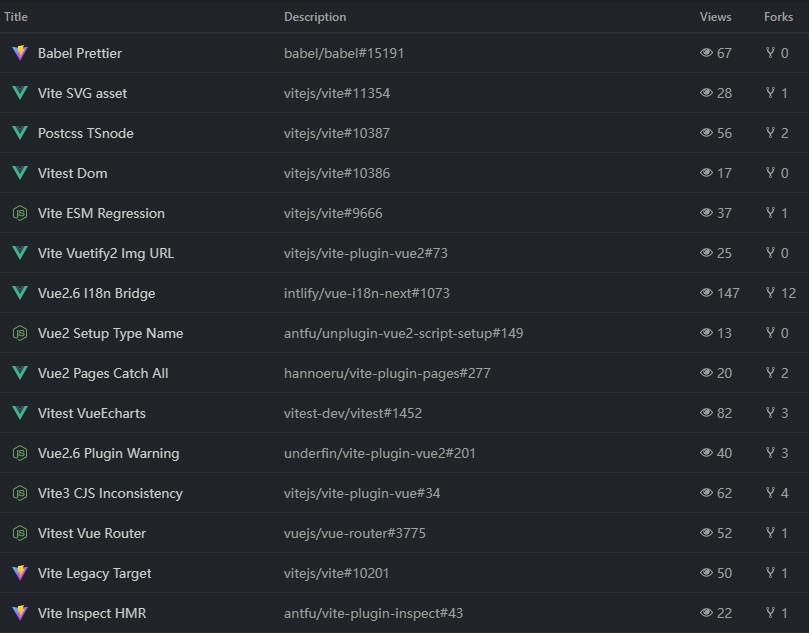 Title Description Views Forks
Babel Prettier babel/babel#15191 67 0
Vite SVG asset vitejs/vite#11354 28 1
Postcss TSnode vitejs/vite#10387 56 2
Vitest Dom vitejs/vite#10386 17 0
JS Vite ESM Regression vitejs/vite#9666 37 1
Vite Vuetify2 Img URL vitejs/vite-plugin-vue2#73 25 0
Vue2.6 I18n Bridge intlify/vue-i18n-next#1073 147 12
JS Vue2 Setup Type Name antfu/unplugin-vue2-script-setup#149 13 0
Vue2 Pages Catch All hannoeru/vite-plugin-pages#277 20 2
Vitest VueEcharts vitest-dev/vitest#1452 82 3
JS Vue2.6 Plugin Warning underfin/vite-plugin-vue2#201 40 3
JS Vite3 CJS Inconsistency vitejs/vite-plugin-vue#34 62 4
JS Vitest Vue Router vuejs/vue-router#3775 52 1
Vite Legacy Target vitejs/vite#10201 50 1
Vite Inspect HMR antfu/vite-plugin-inspect#43 22 1